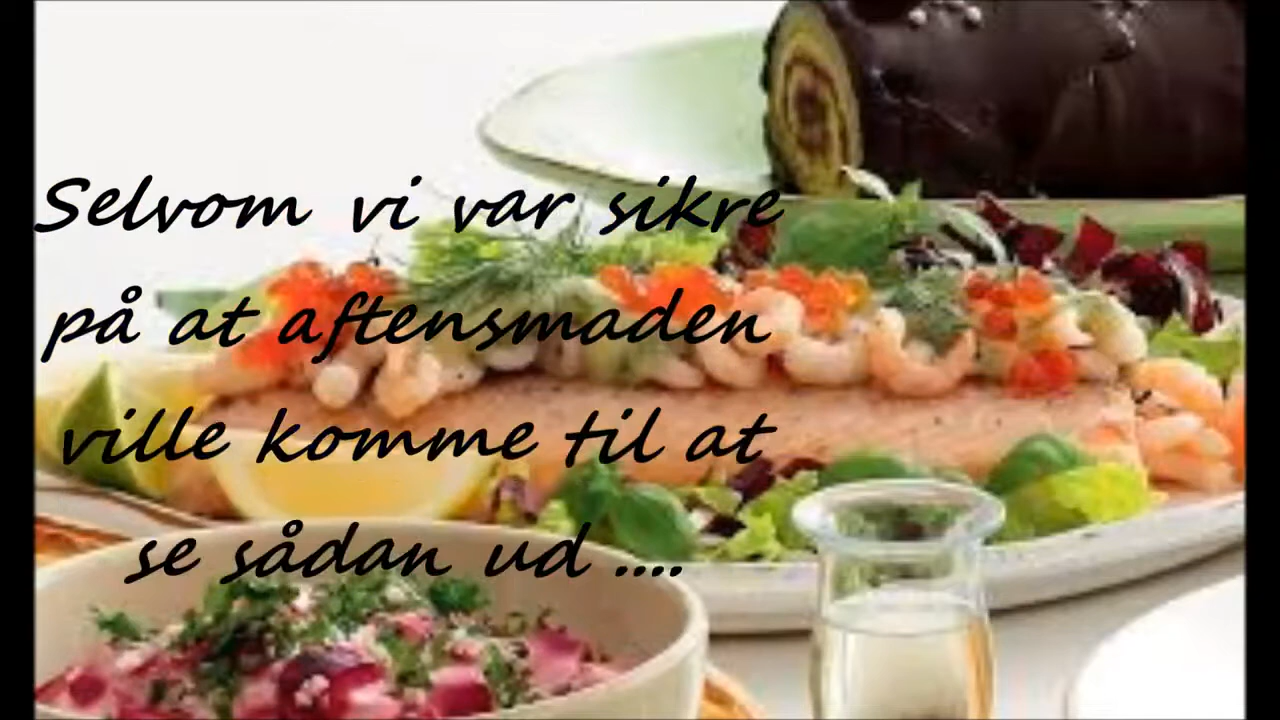 Selvom vi var sikre
på at aftensmaden
ville komme til at
se sådan ud ....